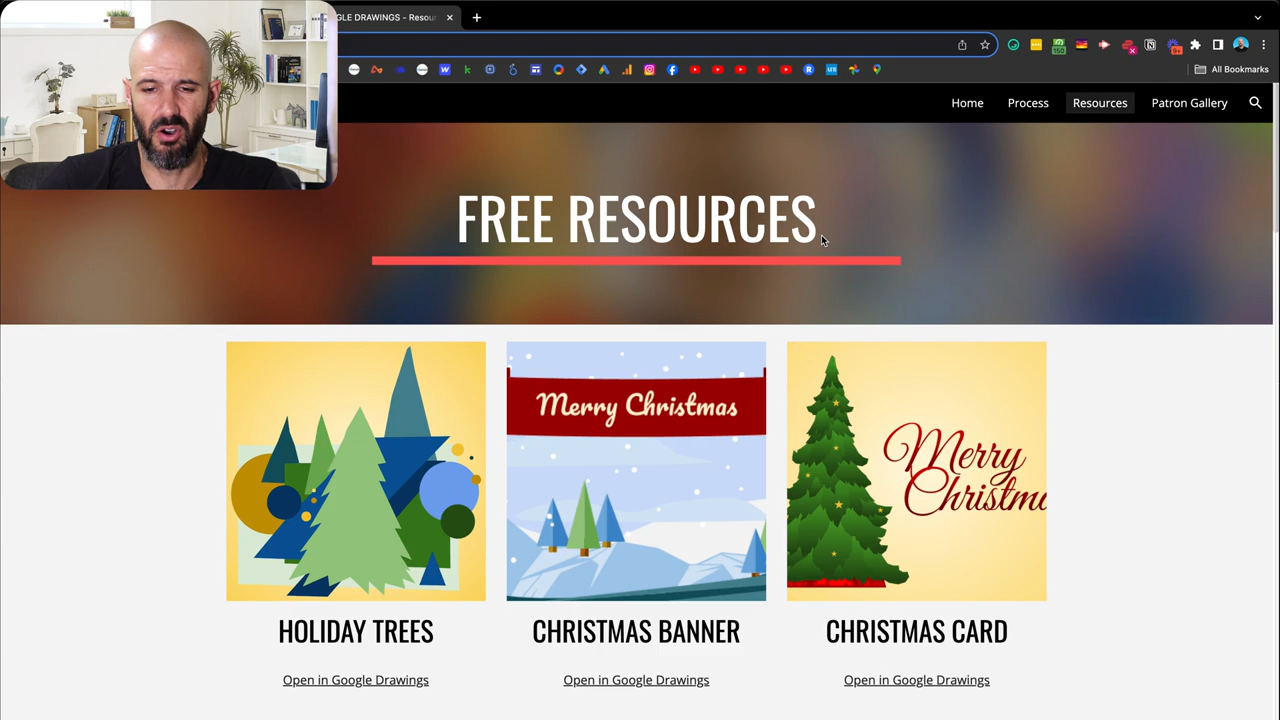 GLE DRAWINGS - Resou
All Bookmarks
Home Process Resources Patron Gallery
FREE RESOURCES
Merry Christmas
Merry
HOLIDAY TREES CHRISTMAS BANNER CHRISTMAS CARD
Open in Google Drawings Open in Google Drawings Open in Google Drawings